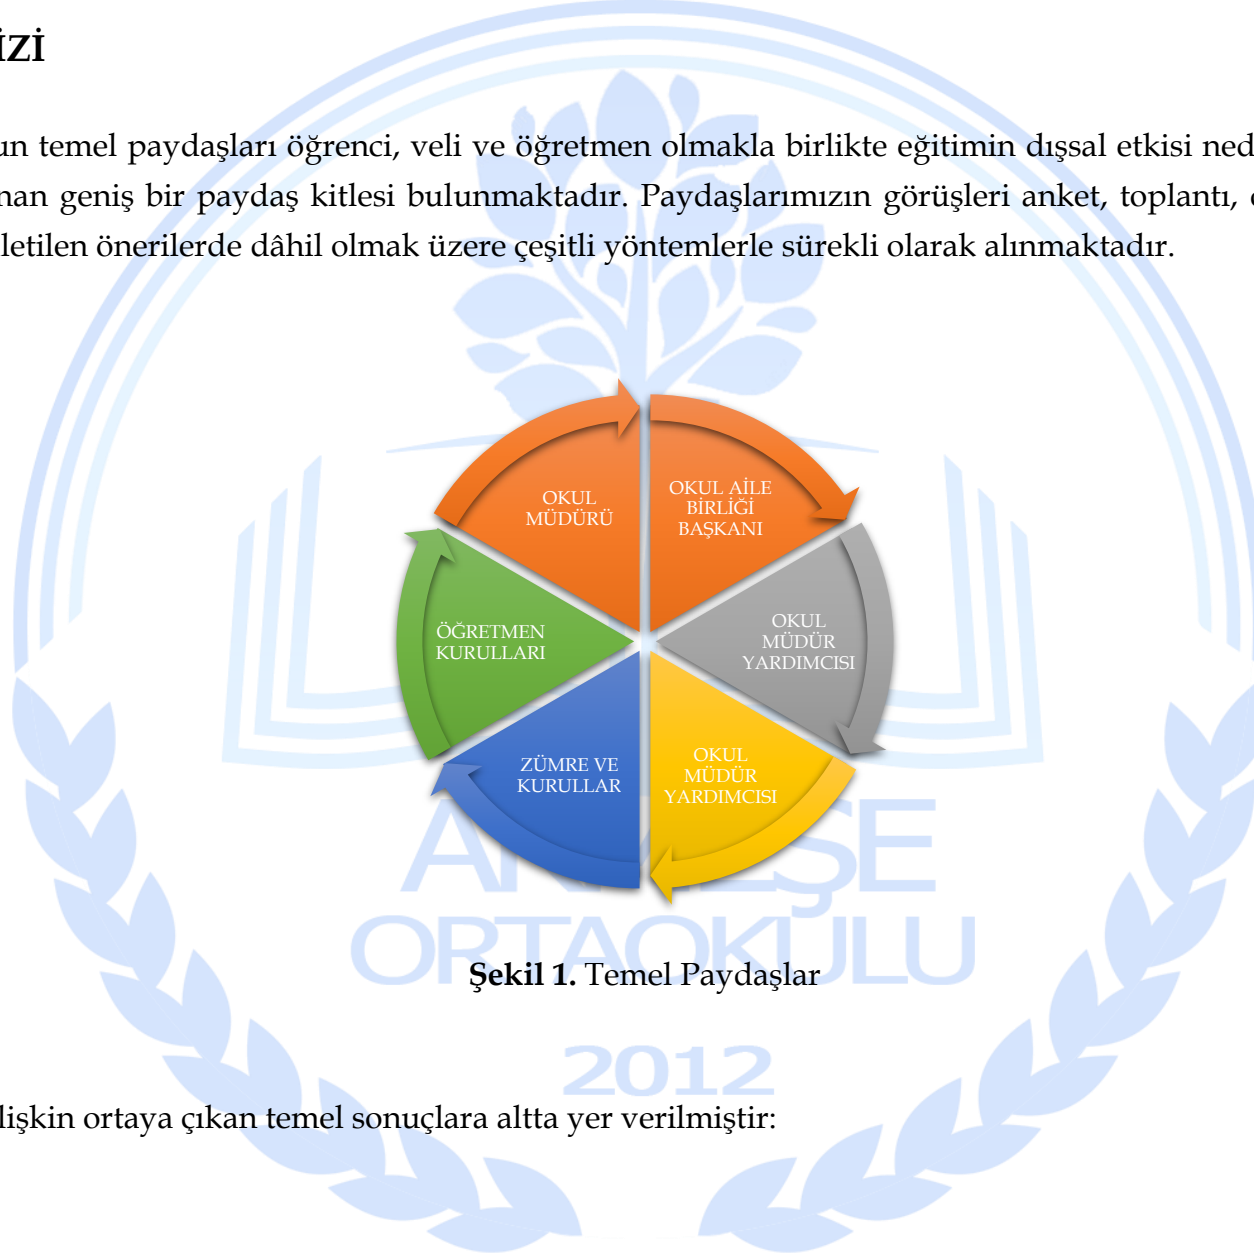 İZİ
un temel paydaşları öğrenci, veli ve öğretmen olmakla birlikte eğitimin dışsal etkisi ned
nan geniş bir paydaş kitlesi bulunmaktadır. Paydaşlarımızın görüşleri anket, toplantı,
letilen önerilerde dâhil olmak üzere çeşitli yöntemlerle sürekli olarak alınmaktadır.
OKUL
MÜDÜRÜ
OKUL AİLE
BİRLİĞİ
BAŞKANI
OKUL
MÜDÜR
YARDIMCISI
OKUL
MÜDÜR
YARDIMCISI
ZÜMRE VE
KURULLAR
ÖĞRETMEN
KURULLARI
ORTAOKULU
Şekil 1. Temel Paydaşlar
2012
lişkin ortaya çıkan temel sonuçlara altta yer verilmiştir: